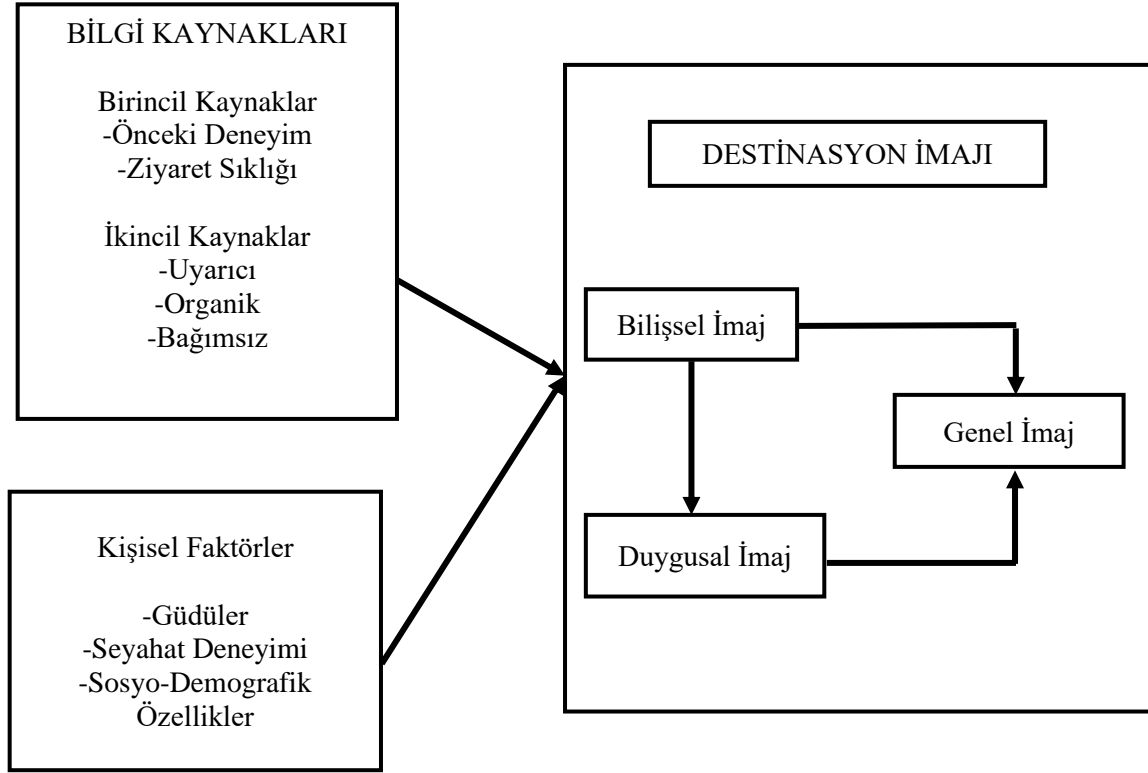 BİLGİ KAYNAKLARI
Birincil Kaynaklar
-Önceki Deneyim
-Ziyaret Sıklığı
İkincil Kaynaklar
-Uyarıcı
-Organik
-Bağımsız
Kişisel Faktörler
-Güdüler
-Seyahat Deneyimi
-Sosyo-Demografik
Özellikler
DESTİNASYON İMAJI
Bilişsel İmaj
Genel İmaj
Duygusal İmaj